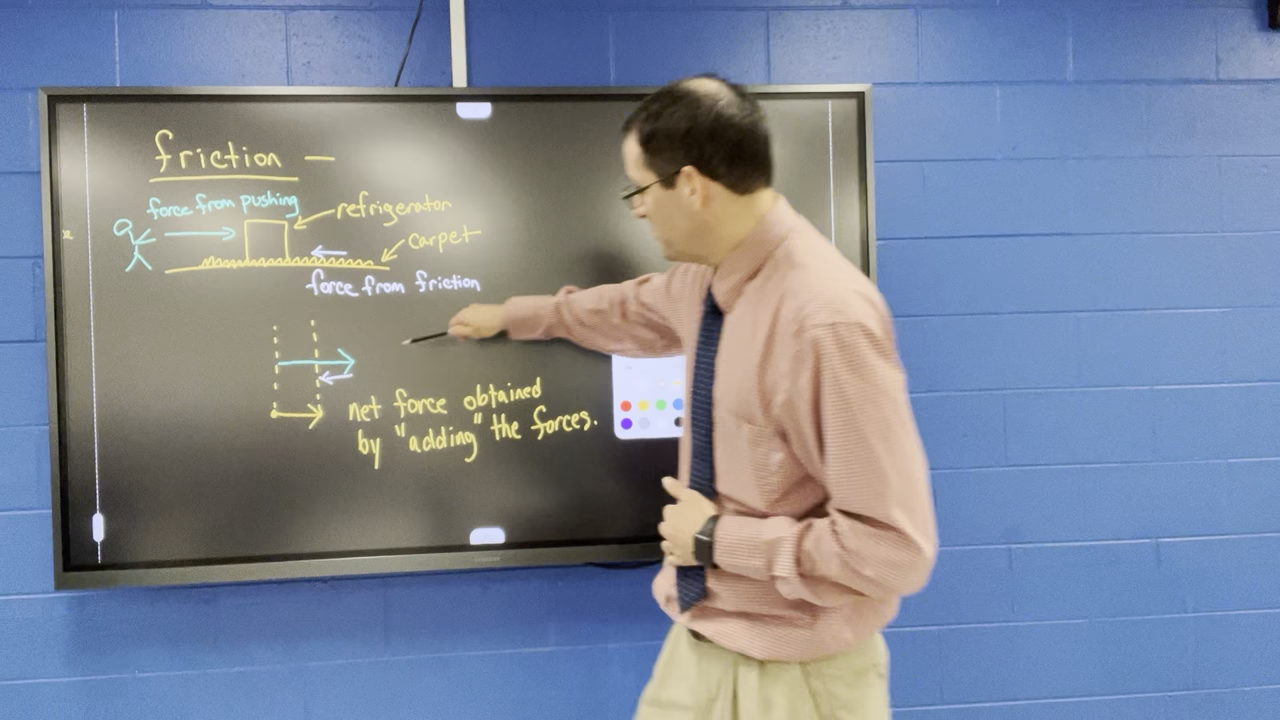 friction —
force from pushing
refrigerator
carpet
force from friction
net force obtained
by "adding" the forces.